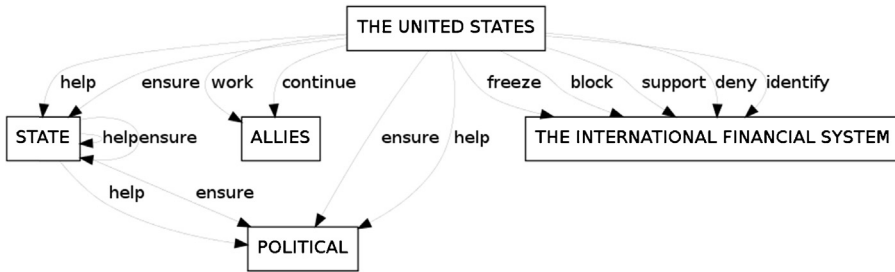 THE UNITED STATES
help ensure work continue freeze block support deny identify
STATE helpensure ALLIES ensure help THE INTERNATIONAL FINANCIAL SYSTEM
help ensure
POLITICAL